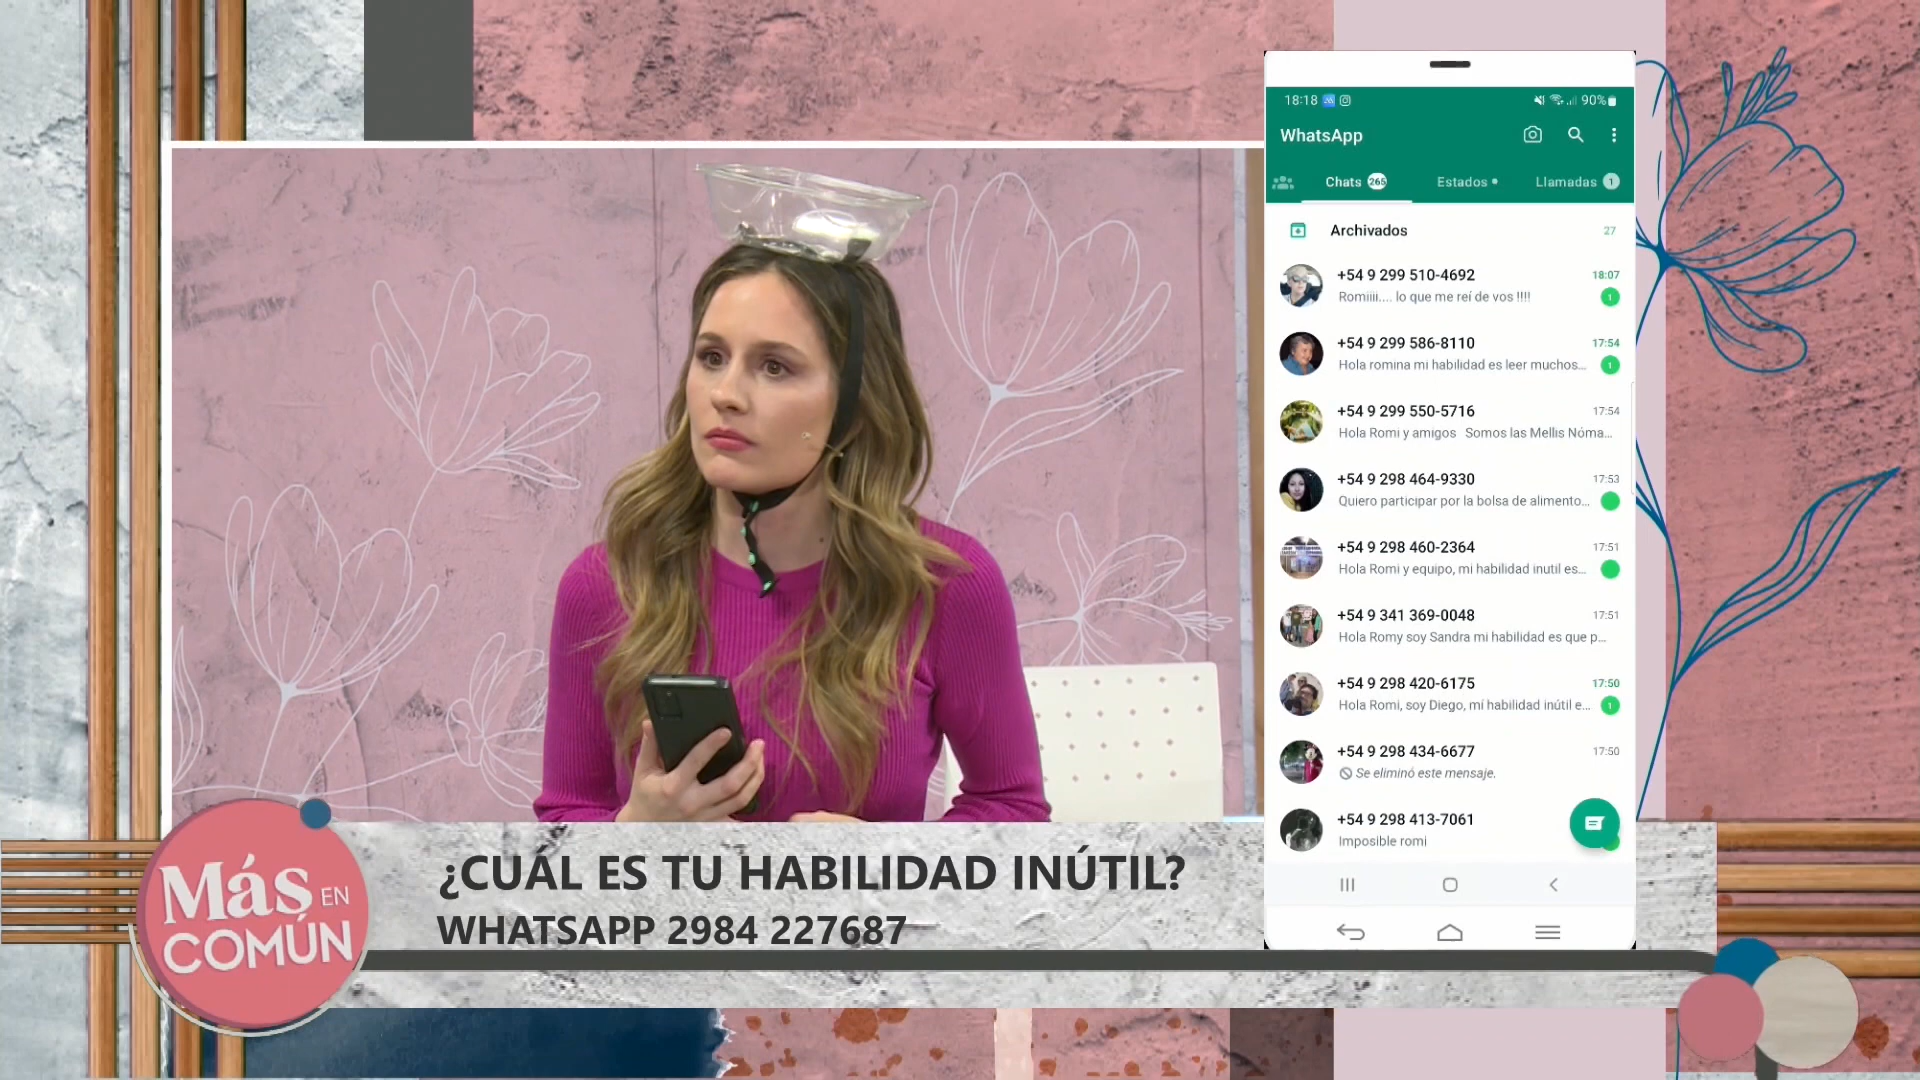 18:18
90%
WhatsApp
Chats 265
Estados
Llamadas 1
Archivados 27
+54 9 299 510-4692 18:07
Romiiii.... lo que me reí de vos !!!! 1
+54 9 299 586-8110 17:54
Hola romina mi habilidad es leer muchos... 1
+54 9 299 550-5716 17:54
Hola Romi y amigos Somos las Mellis Nóma...
+54 9 298 464-9330 17:53
Quiero participar por la bolsa de alimento...
+54 9 298 460-2364 17:51
Hola Romi y equipo, mi habilidad inutil es...
+54 9 341 369-0048 17:51
Hola Romy soy Sandra mi habilidad es que p...
+54 9 298 420-6175 17:50
Hola Romi, soy Diego, mí habilidad inútil e... 1
+54 9 298 434-6677 17:50
Se eliminó este mensaje.
+54 9 298 413-7061
Imposible romi
Más EN
COMÚN
¿CUÁL ES TU HABILIDAD INÚTIL?
WHATSAPP 2984 227687